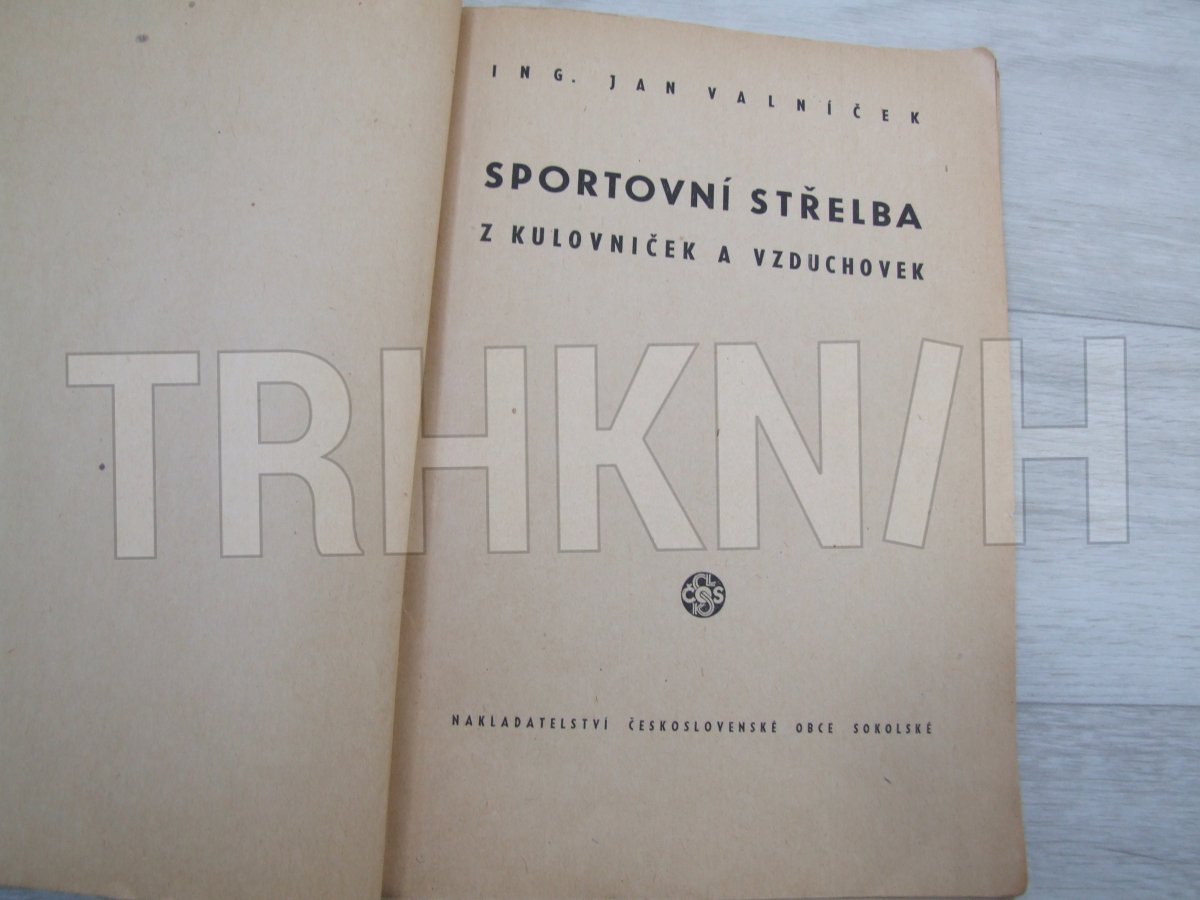 ING. JAN VALNÍČEK
SPORTOVNÍ STŘELBA
Z KULOVNIČEK A VZDUCHOVEK
TRHKNIH
NAKLADATELSTVÍ ČESKOSLOVENSKÉ OBCE SOKOLSKÉ